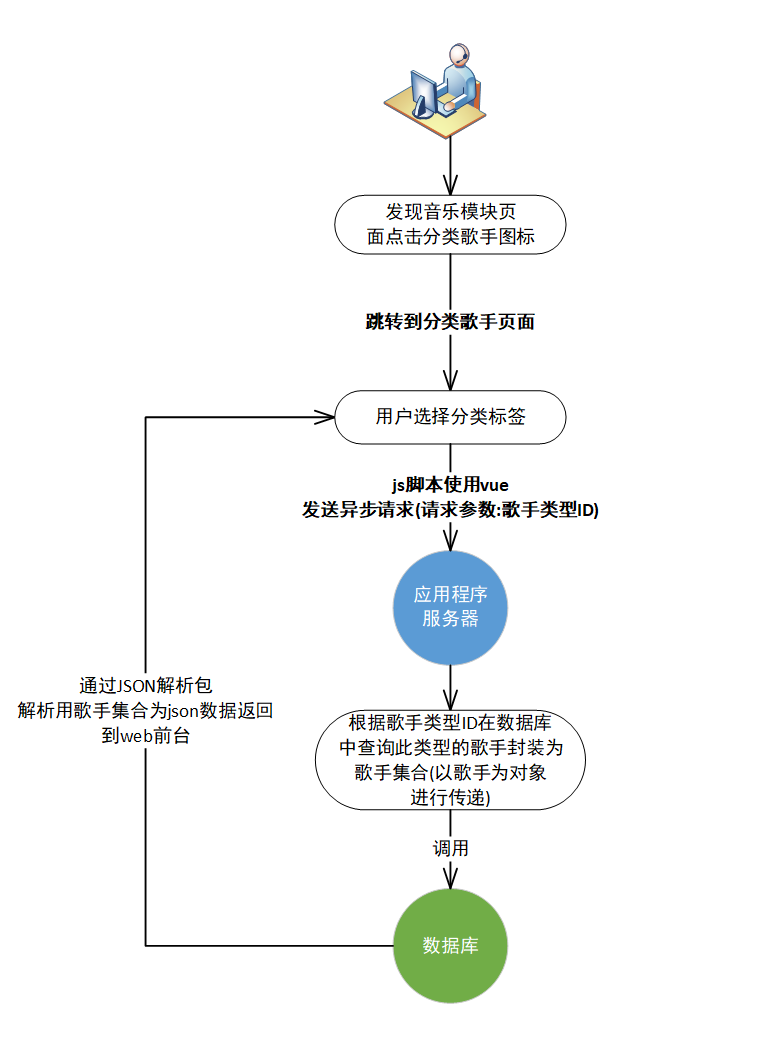 发现音乐模块页
面点击分类歌手图标
跳转到分类歌手页面
用户选择分类标签
js脚本使用vue
发送异步请求(请求参数:歌手类型ID)
应用程序
服务器
通过JSON解析包
解析用歌手集合为json数据返回
到web前台
根据歌手类型ID在数据库
中查询此类型的歌手封装为
歌手集合(以歌手为对象
进行传递)
调用
数据库